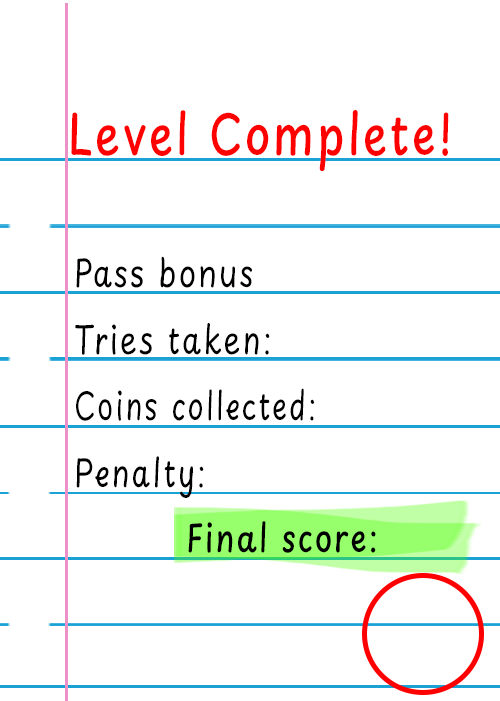 Level Complete!
Pass bonus
Tries taken:
Coins collected:
Penalty:
Final score: